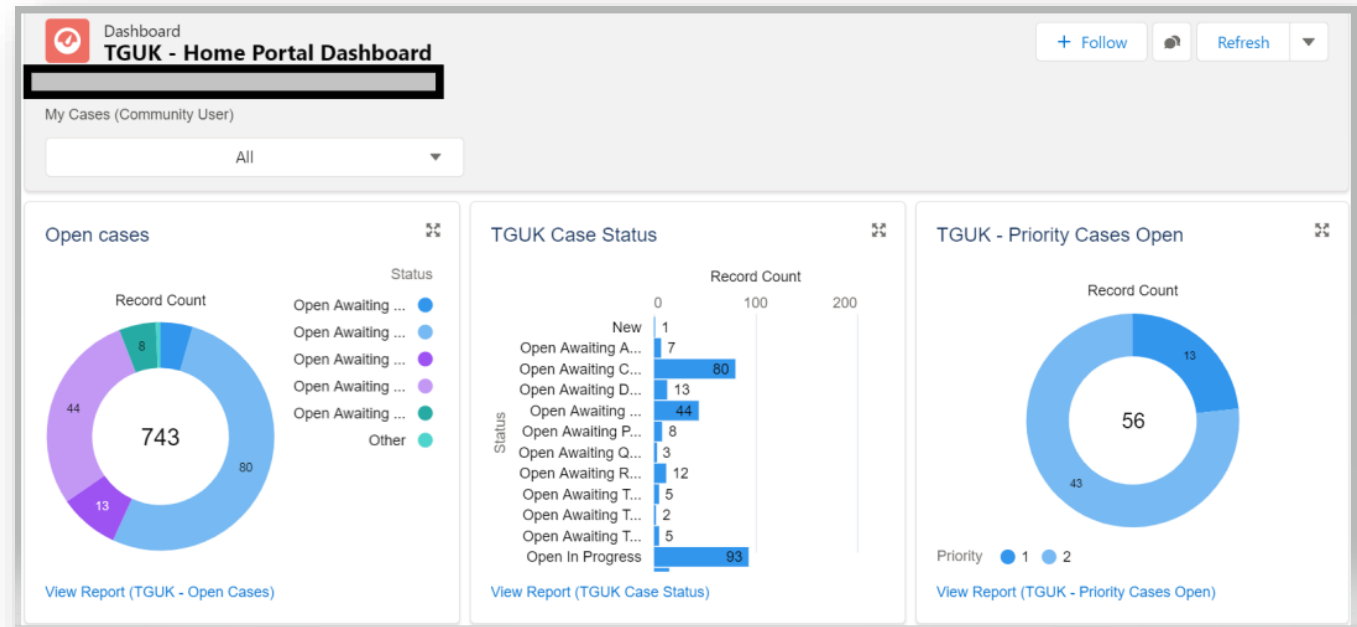 Dashboard
TGUK - Home Portal Dashboard
+ Follow
Refresh
My Cases (Community User)
All
Open cases
Status
Record Count
Open Awaiting ...
Open Awaiting ...
Open Awaiting ...
Open Awaiting ...
Open Awaiting ...
Other
8
44
743
80
13
View Report (TGUK - Open Cases)
TGUK Case Status
Record Count
0 100 200
Status
New 1
Open Awaiting A... 7
Open Awaiting C... 80
Open Awaiting D... 13
Open Awaiting ... 44
Open Awaiting P... 8
Open Awaiting Q... 3
Open Awaiting R... 12
Open Awaiting T... 5
Open Awaiting T... 2
Open Awaiting T... 5
Open In Progress 93
View Report (TGUK Case Status)
TGUK - Priority Cases Open
Record Count
13
56
43
Priority 1 2
View Report (TGUK - Priority Cases Open)